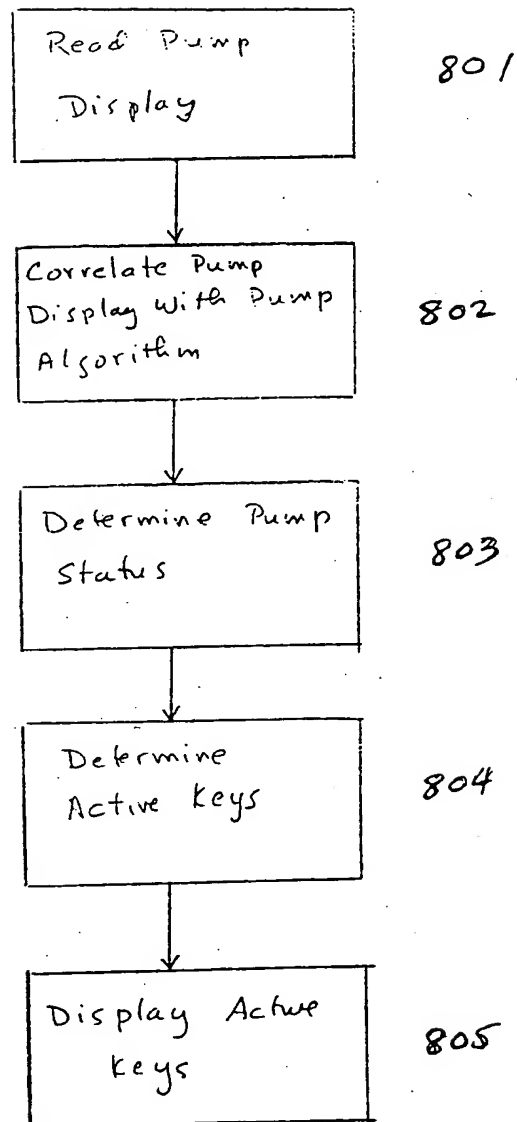 Read Pump
Display
801
Correlate Pump
Display with Pump
Algorithm
802
Determine Pump
Status
803
Determine
Active Keys
804
Display Active
Keys
805